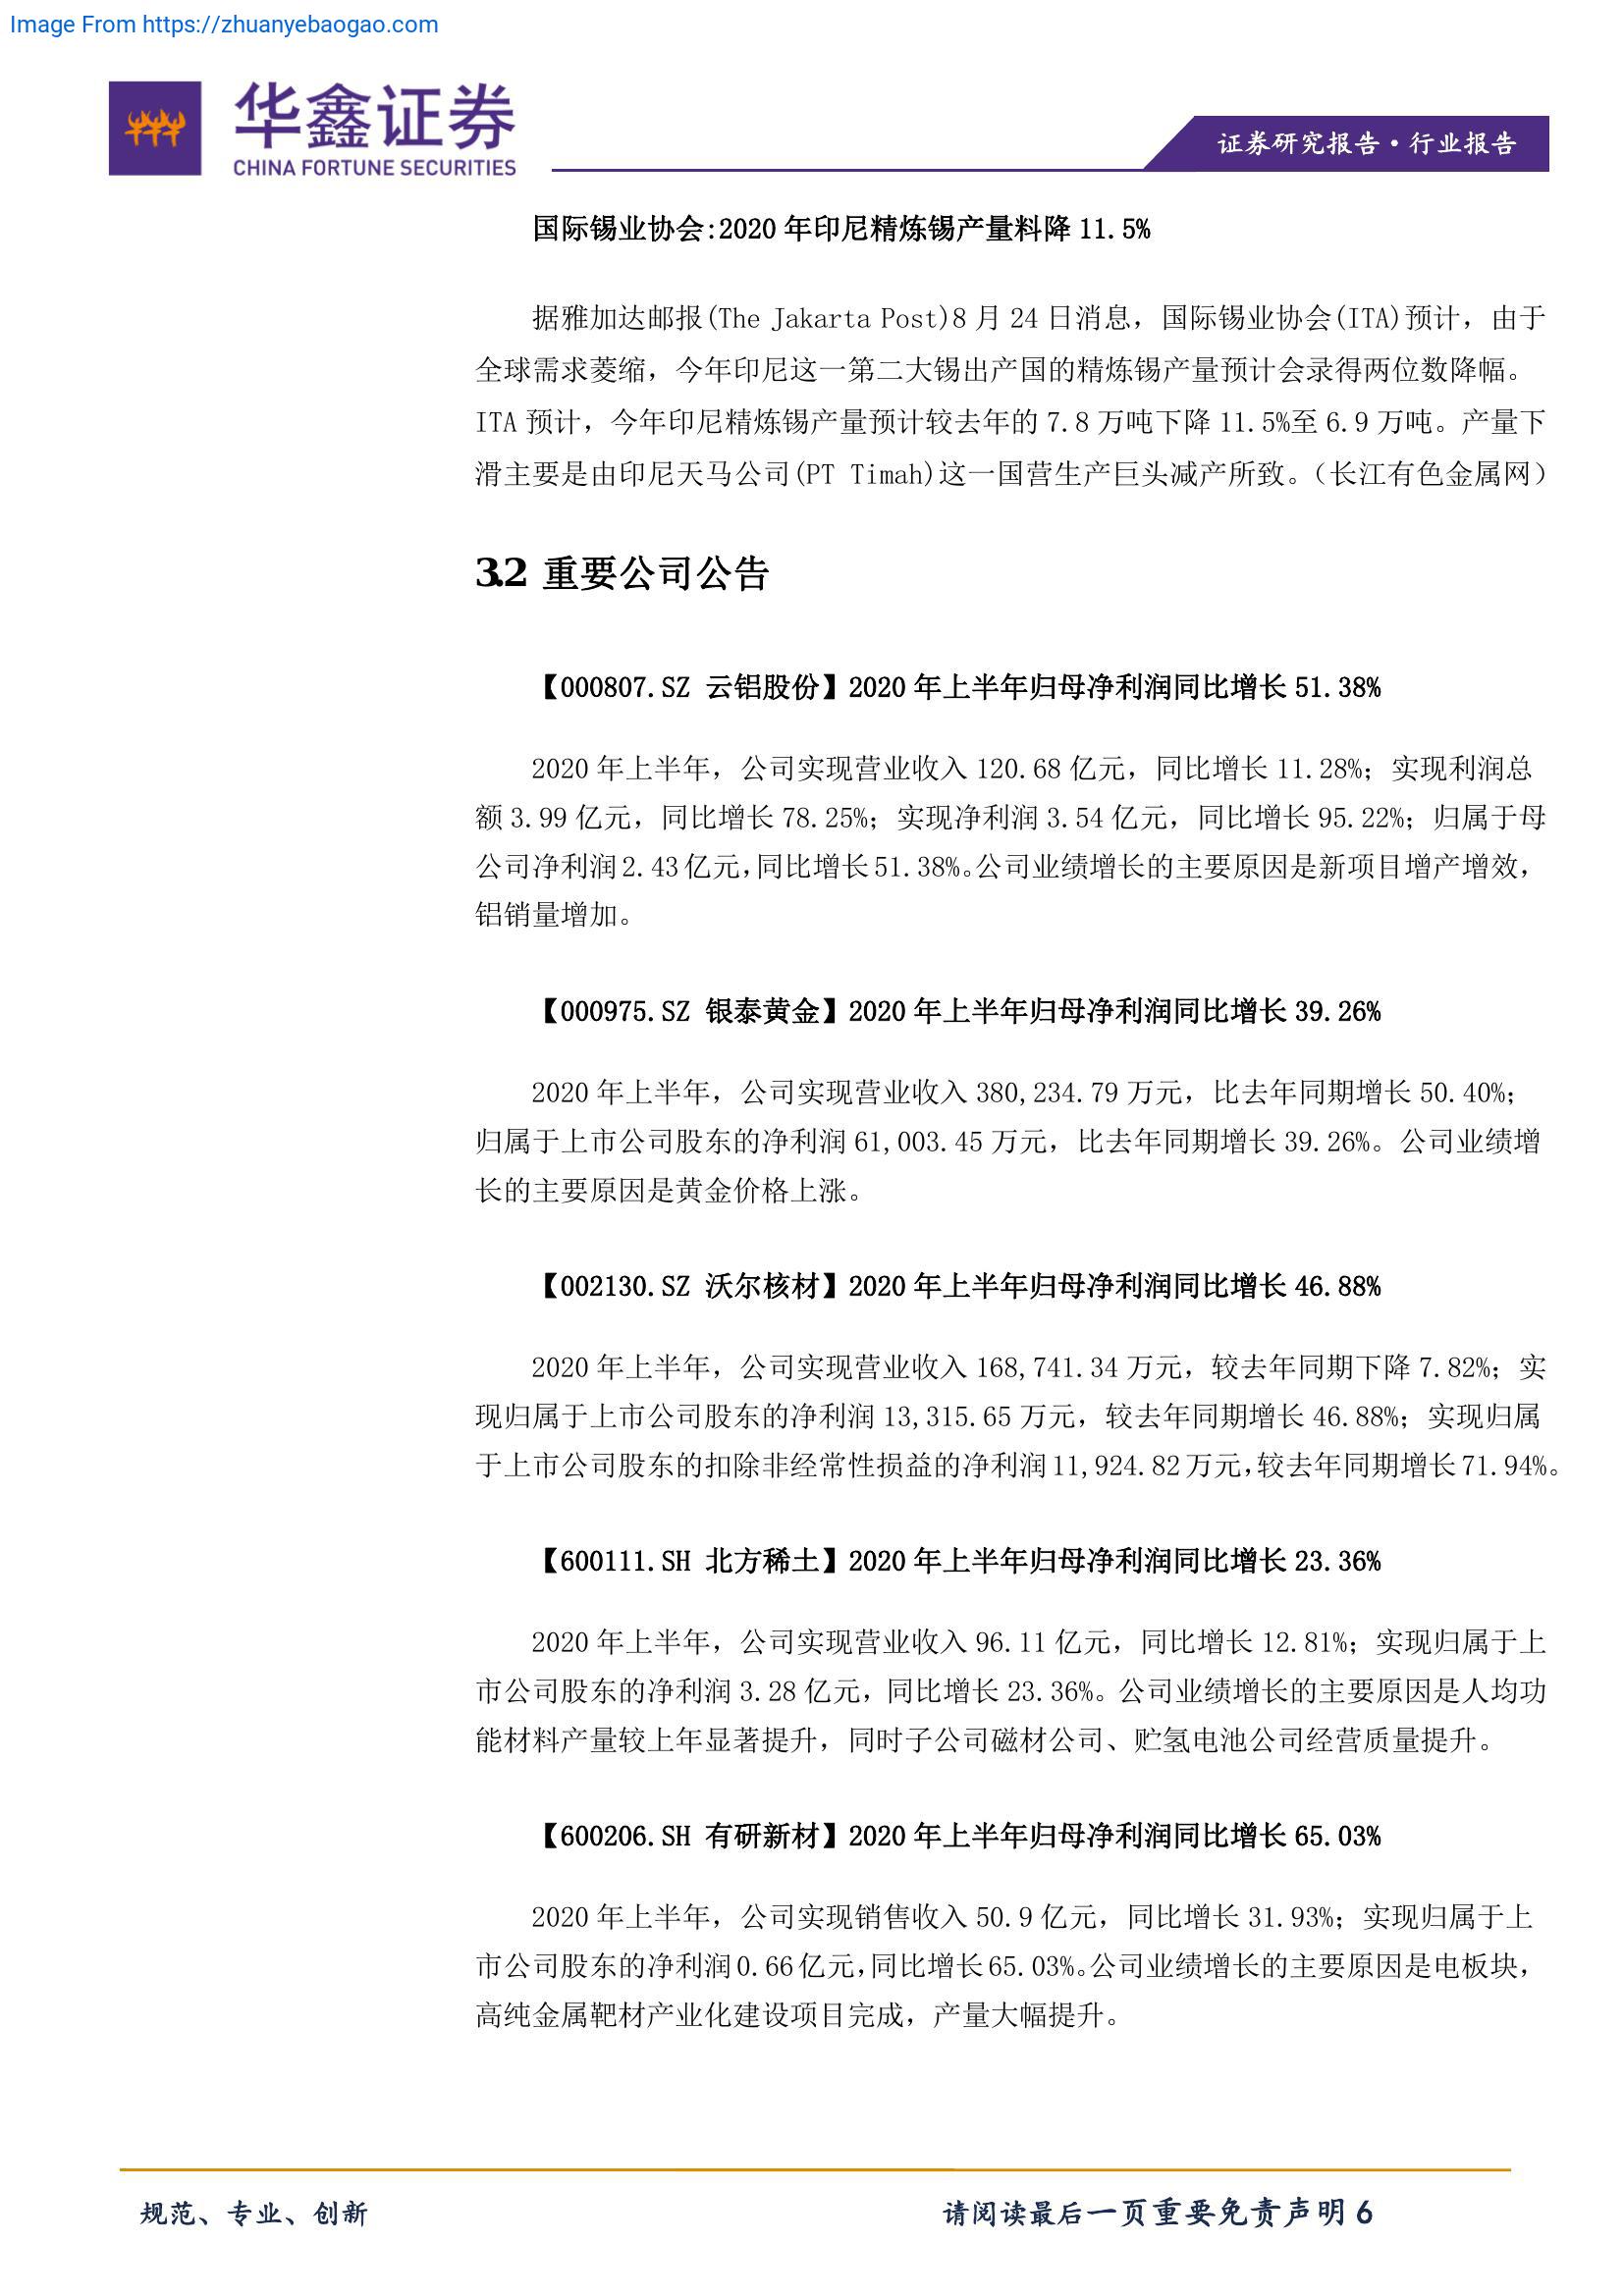 Image From https://zhuanyebaogao.com
华鑫证券
CHINA FORTUNE SECURITIES
证券研究报告·行业报告
国际锡业协会:2020 年印尼精炼锡产量料降 11.5%
据雅加达邮报(The Jakarta Post)8 月 24 日消息，国际锡业协会(ITA)预计，由于
全球需求萎缩，今年印尼这一第二大锡出产国的精炼锡产量预计会录得两位数降幅。
ITA 预计，今年印尼精炼锡产量预计较去年的 7.8 万吨下降 11.5%至 6.9 万吨。产量下
滑主要是由印尼天马公司(PT Timah)这一国营生产巨头减产所致。（长江有色金属网）
3.2 重要公司公告
【000807.SZ 云铝股份】2020 年上半年归母净利润同比增长 51.38%
2020 年上半年，公司实现营业收入 120.68 亿元，同比增长 11.28%；实现利润总
额 3.99 亿元，同比增长 78.25%；实现净利润 3.54 亿元，同比增长 95.22%；归属于母
公司净利润 2.43 亿元，同比增长 51.38%。公司业绩增长的主要原因是新项目增产增效，
铝销量增加。
【000975.SZ 银泰黄金】2020 年上半年归母净利润同比增长 39.26%
2020 年上半年，公司实现营业收入 380,234.79 万元，比去年同期增长 50.40%；
归属于上市公司股东的净利润 61,003.45 万元，比去年同期增长 39.26%。公司业绩增
长的主要原因是黄金价格上涨。
【002130.SZ 沃尔核材】2020 年上半年归母净利润同比增长 46.88%
2020 年上半年，公司实现营业收入 168,741.34 万元，较去年同期下降 7.82%；实
现归属于上市公司股东的净利润 13,315.65 万元，较去年同期增长 46.88%；实现归属
于上市公司股东的扣除非经常性损益的净利润 11,924.82 万元，较去年同期增长 71.94%。
【600111.SH 北方稀土】2020 年上半年归母净利润同比增长 23.36%
2020 年上半年，公司实现营业收入 96.11 亿元，同比增长 12.81%；实现归属于上
市公司股东的净利润 3.28 亿元，同比增长 23.36%。公司业绩增长的主要原因是人均功
能材料产量较上年显著提升，同时子公司磁材公司、贮氢电池公司经营质量提升。
【600206.SH 有研新材】2020 年上半年归母净利润同比增长 65.03%
2020 年上半年，公司实现销售收入 50.9 亿元，同比增长 31.93%；实现归属于上
市公司股东的净利润 0.66 亿元，同比增长 65.03%。公司业绩增长的主要原因是电板块，
高纯金属靶材产业化建设项目完成，产量大幅提升。
规范、专业、创新
请阅读最后一页重要免责声明 6